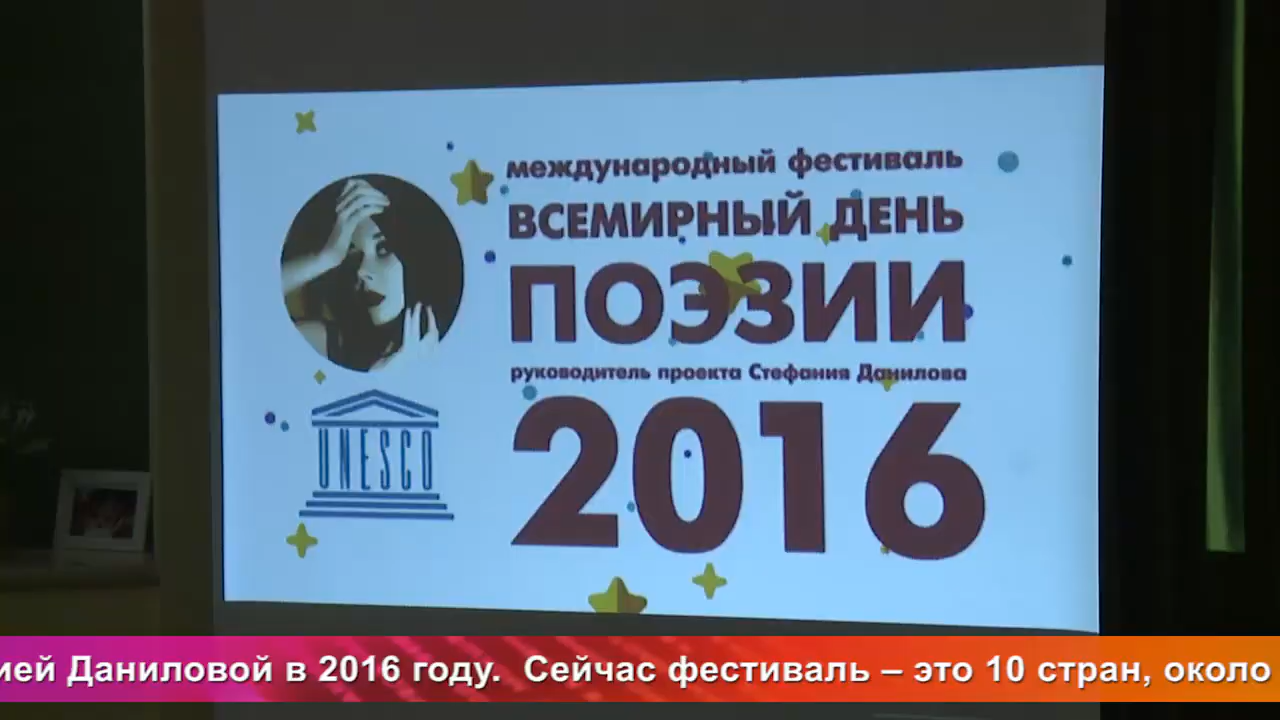 международный фестиваль
ВСЕМИРНЫЙ ДЕНЬ
ПОЭЗИИ
руководитель проекта Стефания Данилова
2016
UNESCO
Даниловой в 2016 году. Сейчас фестиваль – это 10 стран, около